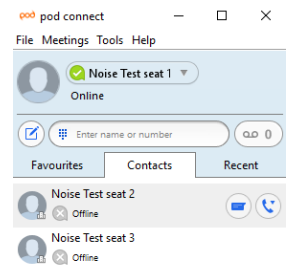 pod pod connect
File Meetings Tools Help
Noise Test seat 1
Online
Enter name or number
0
Favourites Contacts Recent
Noise Test seat 2
Offline
Noise Test seat 3
Offline